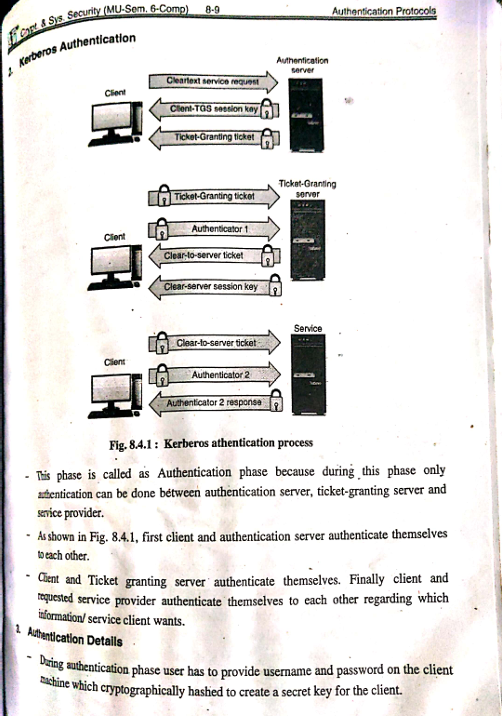 Crypt. & Sys. Security (MU-Sem. 6-Comp) 8-9 Authentication Protocols
2. Kerberos Authentication
Authentication
server
Client
Cleartext service request
Client-TGS session key
Ticket-Granting ticket
Ticket-Granting
server
Client
Ticket-Granting ticket
Authenticator 1
Clear-to-server ticket
Clear-server session key
Service
Client
Clear-to-server ticket
Authenticator 2
Authenticator 2 response
Fig. 8.4.1 : Kerberos athentication process
- This phase is called as Authentication phase because during this phase only
authentication can be done between authentication server, ticket-granting server and
service provider.
- As shown in Fig. 8.4.1, first client and authentication server authenticate themselves
to each other.
- Client and Ticket granting server authenticate themselves. Finally client and
requested service provider authenticate themselves to each other regarding which
information/ service client wants.
3. Authentication Details
- During authentication phase user has to provide username and password on the client
machine which cryptographically hashed to create a secret key for the client.